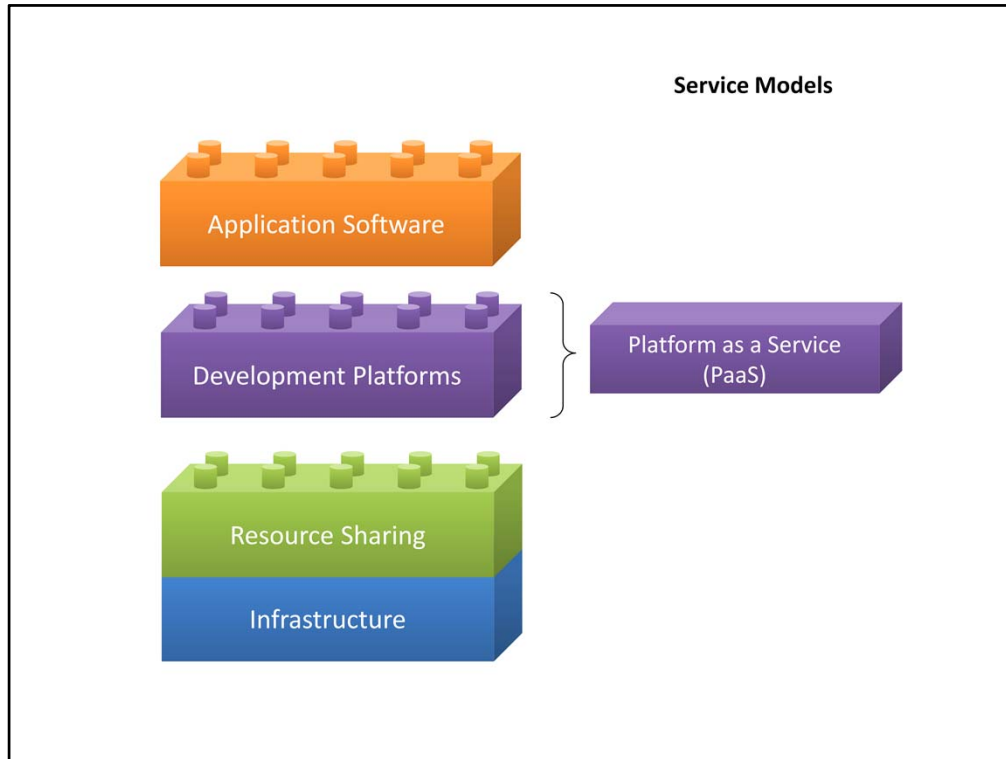 Service Models
Application Software
Development Platforms
Platform as a Service
(PaaS)
Resource Sharing
Infrastructure